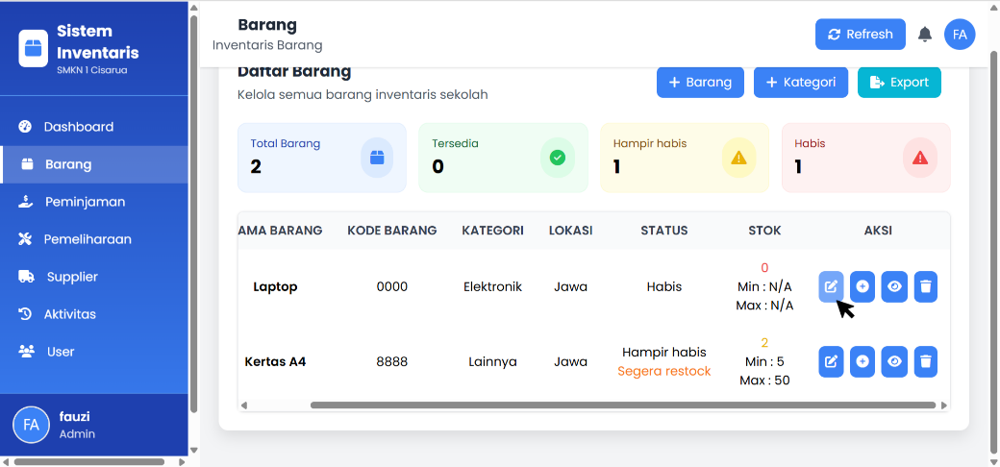 Sistem
Inventaris
SMKN 1 Cisarua
Dashboard
Barang
Peminjaman
Pemeliharaan
Supplier
Aktivitas
User
FA
fauzi
Admin
Barang
Inventaris Barang
Refresh
FA
Daftar Barang
Kelola semua barang inventaris sekolah
+ Barang
+ Kategori
Export
Total Barang
2
Tersedia
0
Hampir habis
1
Habis
1
AMA BARANG KODE BARANG KATEGORI LOKASI STATUS STOK AKSI
Laptop 0000 Elektronik Jawa Habis
0
Min : N/A
Max : N/A
Kertas A4 8888 Lainnya Jawa
Hampir habis
Segera restock
2
Min : 5
Max : 50